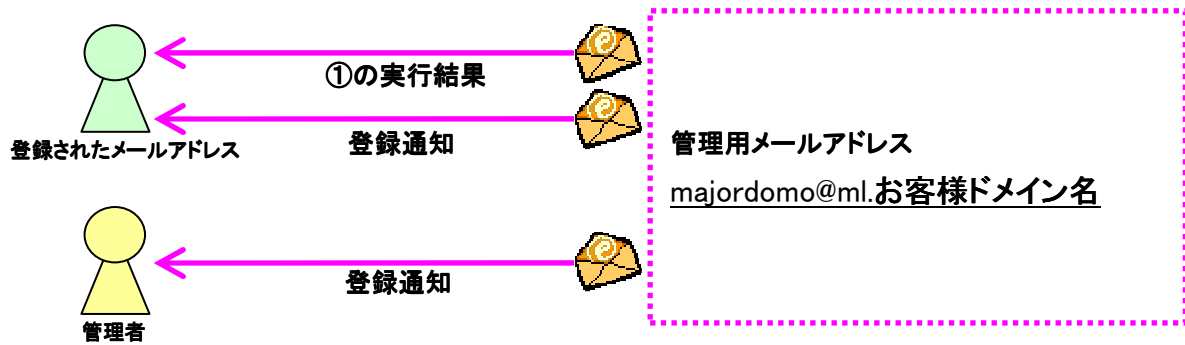 ①の実行結果
登録通知
登録されたメールアドレス
管理用メールアドレス
majordomo@ml.お客様ドメイン名
登録通知
管理者